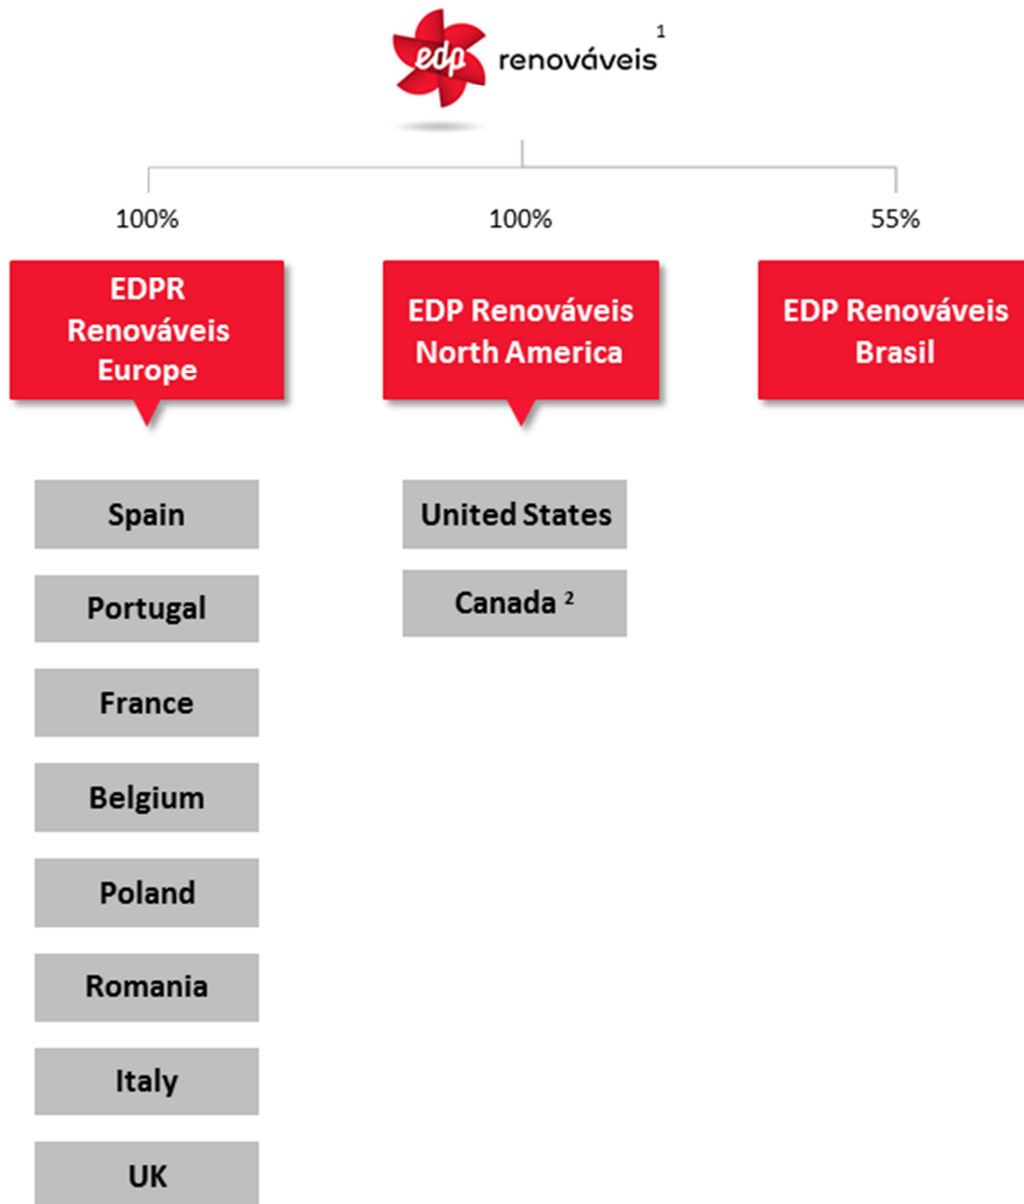 edp renováveis 1
100%
100%
55%
EDPR
Renováveis
Europe
EDP Renováveis
North America
EDP Renováveis
Brasil
Spain
Portugal
France
Belgium
Poland
Romania
Italy
UK
United States
Canada 2